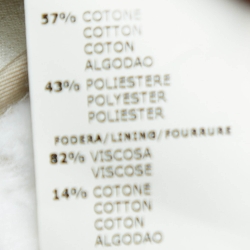 57% COTONE
COTTON
COTON
ALGODAO
43% POLIESTERE
POLYESTER
POLIESTER
FODERA/LINING/FOURRURE
82% VISCOSA
VISCOSE
14% COTONE
COTTON
COTON
ALGODAO